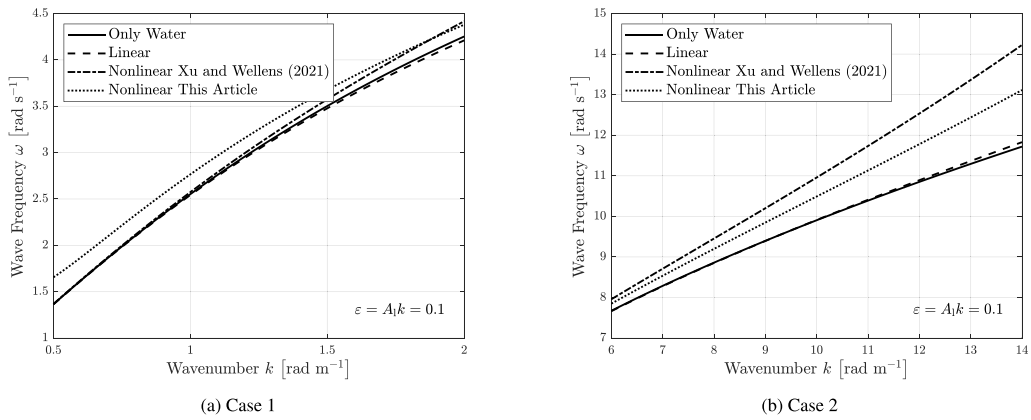 4.5
4
3.5
3
2.5
2
1.5
1
0.5
1
1.5
2
Wave Frequency ω [rad s⁻¹]
Wavenumber k [rad m⁻¹]
Only Water
Linear
Nonlinear Xu and Wellens (2021)
Nonlinear This Article
ε = A₁k = 0.1
(a) Case 1
15
14
13
12
11
10
9
8
7
6
7
8
9
10
11
12
13
14
Wave Frequency ω [rad s⁻¹]
Wavenumber k [rad m⁻¹]
Only Water
Linear
Nonlinear Xu and Wellens (2021)
Nonlinear This Article
ε = A₁k = 0.1
(b) Case 2